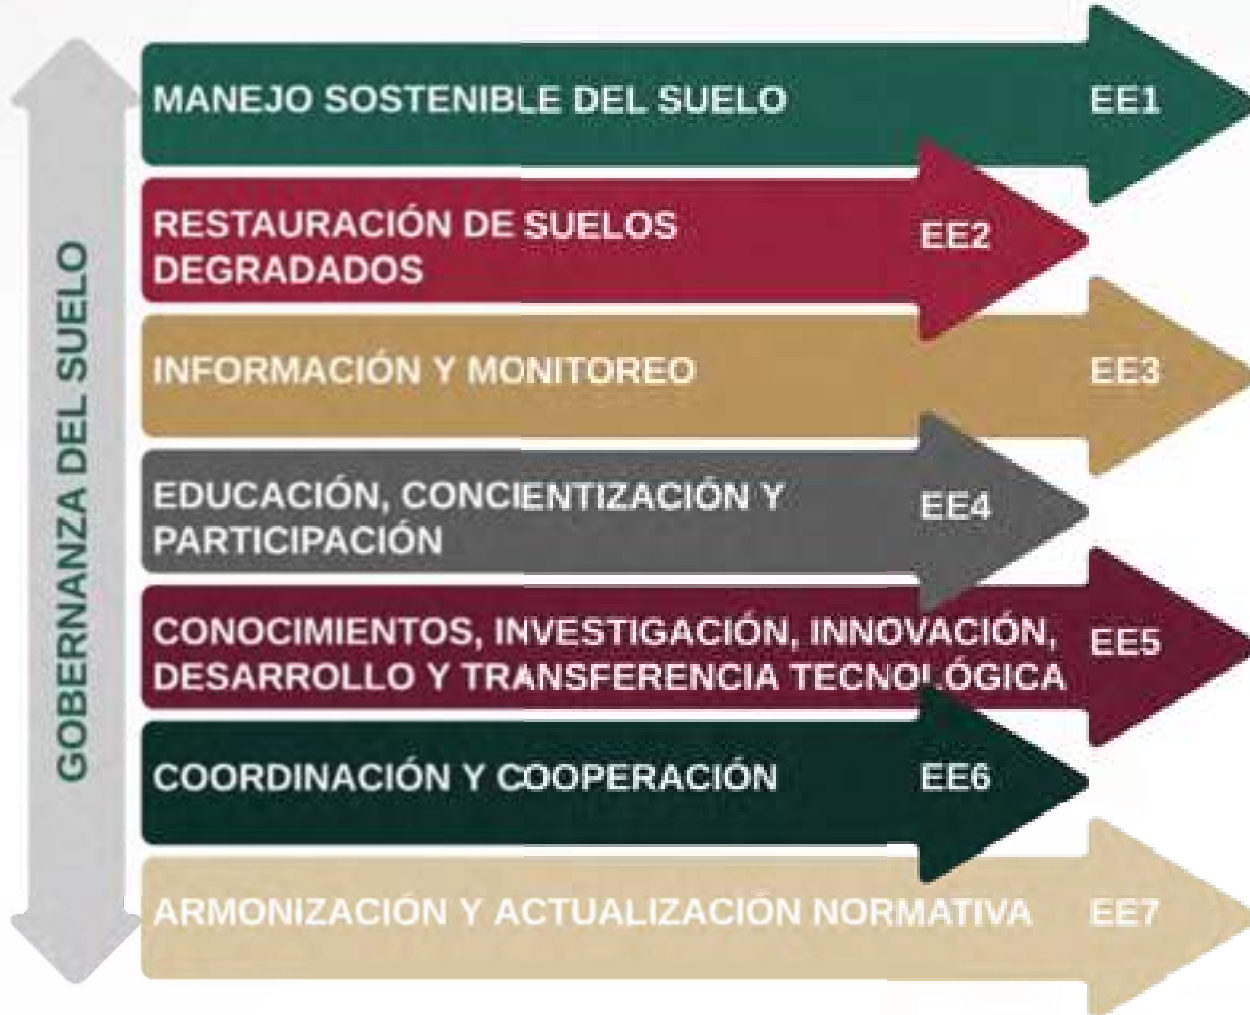 GOBERNANZA DEL SUELO
MANEJO SOSTENIBLE DEL SUELO
EE1
RESTAURACIÓN DE SUELOS
DEGRADADOS
EE2
INFORMACIÓN Y MONITOREO
EE3
EDUCACIÓN, CONCIENTIZACIÓN Y
PARTICIPACIÓN
EE4
CONOCIMIENTOS, INVESTIGACIÓN, INNOVACIÓN,
DESARROLLO Y TRANSFERENCIA TECNOLÓGICA
EE5
COORDINACIÓN Y COOPERACIÓN
EE6
ARMONIZACIÓN Y ACTUALIZACIÓN NORMATIVA
EE7